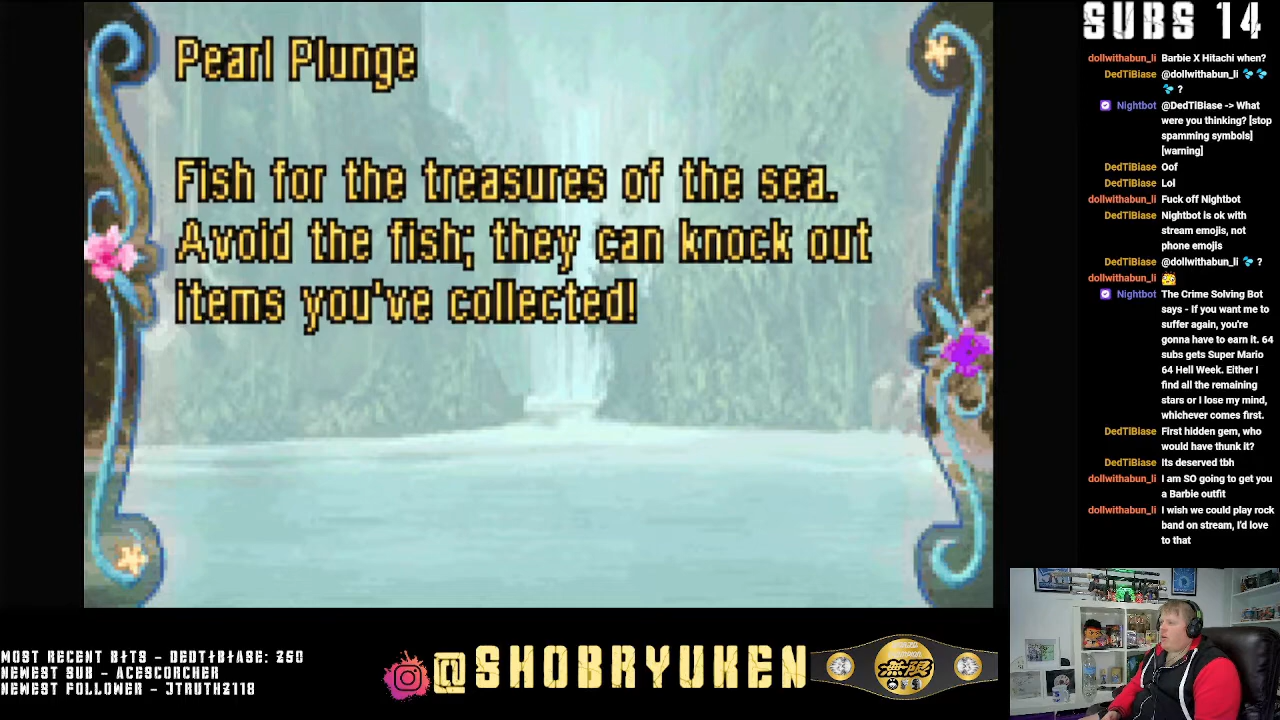 Pearl Plunge
Fish for the treasures of the sea.
Avoid the fish; they can knock out
items you've collected!
SUBS 14
dollwithabun_li Barbie X Hitachi when?
DedTiBiase @dollwithabun_li
?
Nightbot @DedTiBiase -> What
were you thinking? [stop
spamming symbols]
[warning]
DedTiBiase Oof
DedTiBiase Lol
dollwithabun_li Fuck off Nightbot
DedTiBiase Nightbot is ok with
stream emojis, not
phone emojis
DedTiBiase @dollwithabun_li ?
dollwithabun_li
Nightbot The Crime Solving Bot
says - If you want me to
suffer again, you're
gonna have to earn it. 64
subs gets Super Mario
64 Hell Week. Either I
find all the remaining
stars or I lose my mind,
whichever comes first.
DedTiBiase First hidden gem, who
would have thunk it?
DedTiBiase Its deserved tbh
dollwithabun_li I am SO going to get you
a Barbie outfit
dollwithabun_li I wish we could play rock
band on stream, I'd love
to that
MOST RECENT BITS - DEDTIBIASE: 250
NEWEST SUB - ACESCORCHER
NEWEST FOLLOWER - JTRUTH2118
@SHOBRYUKEN